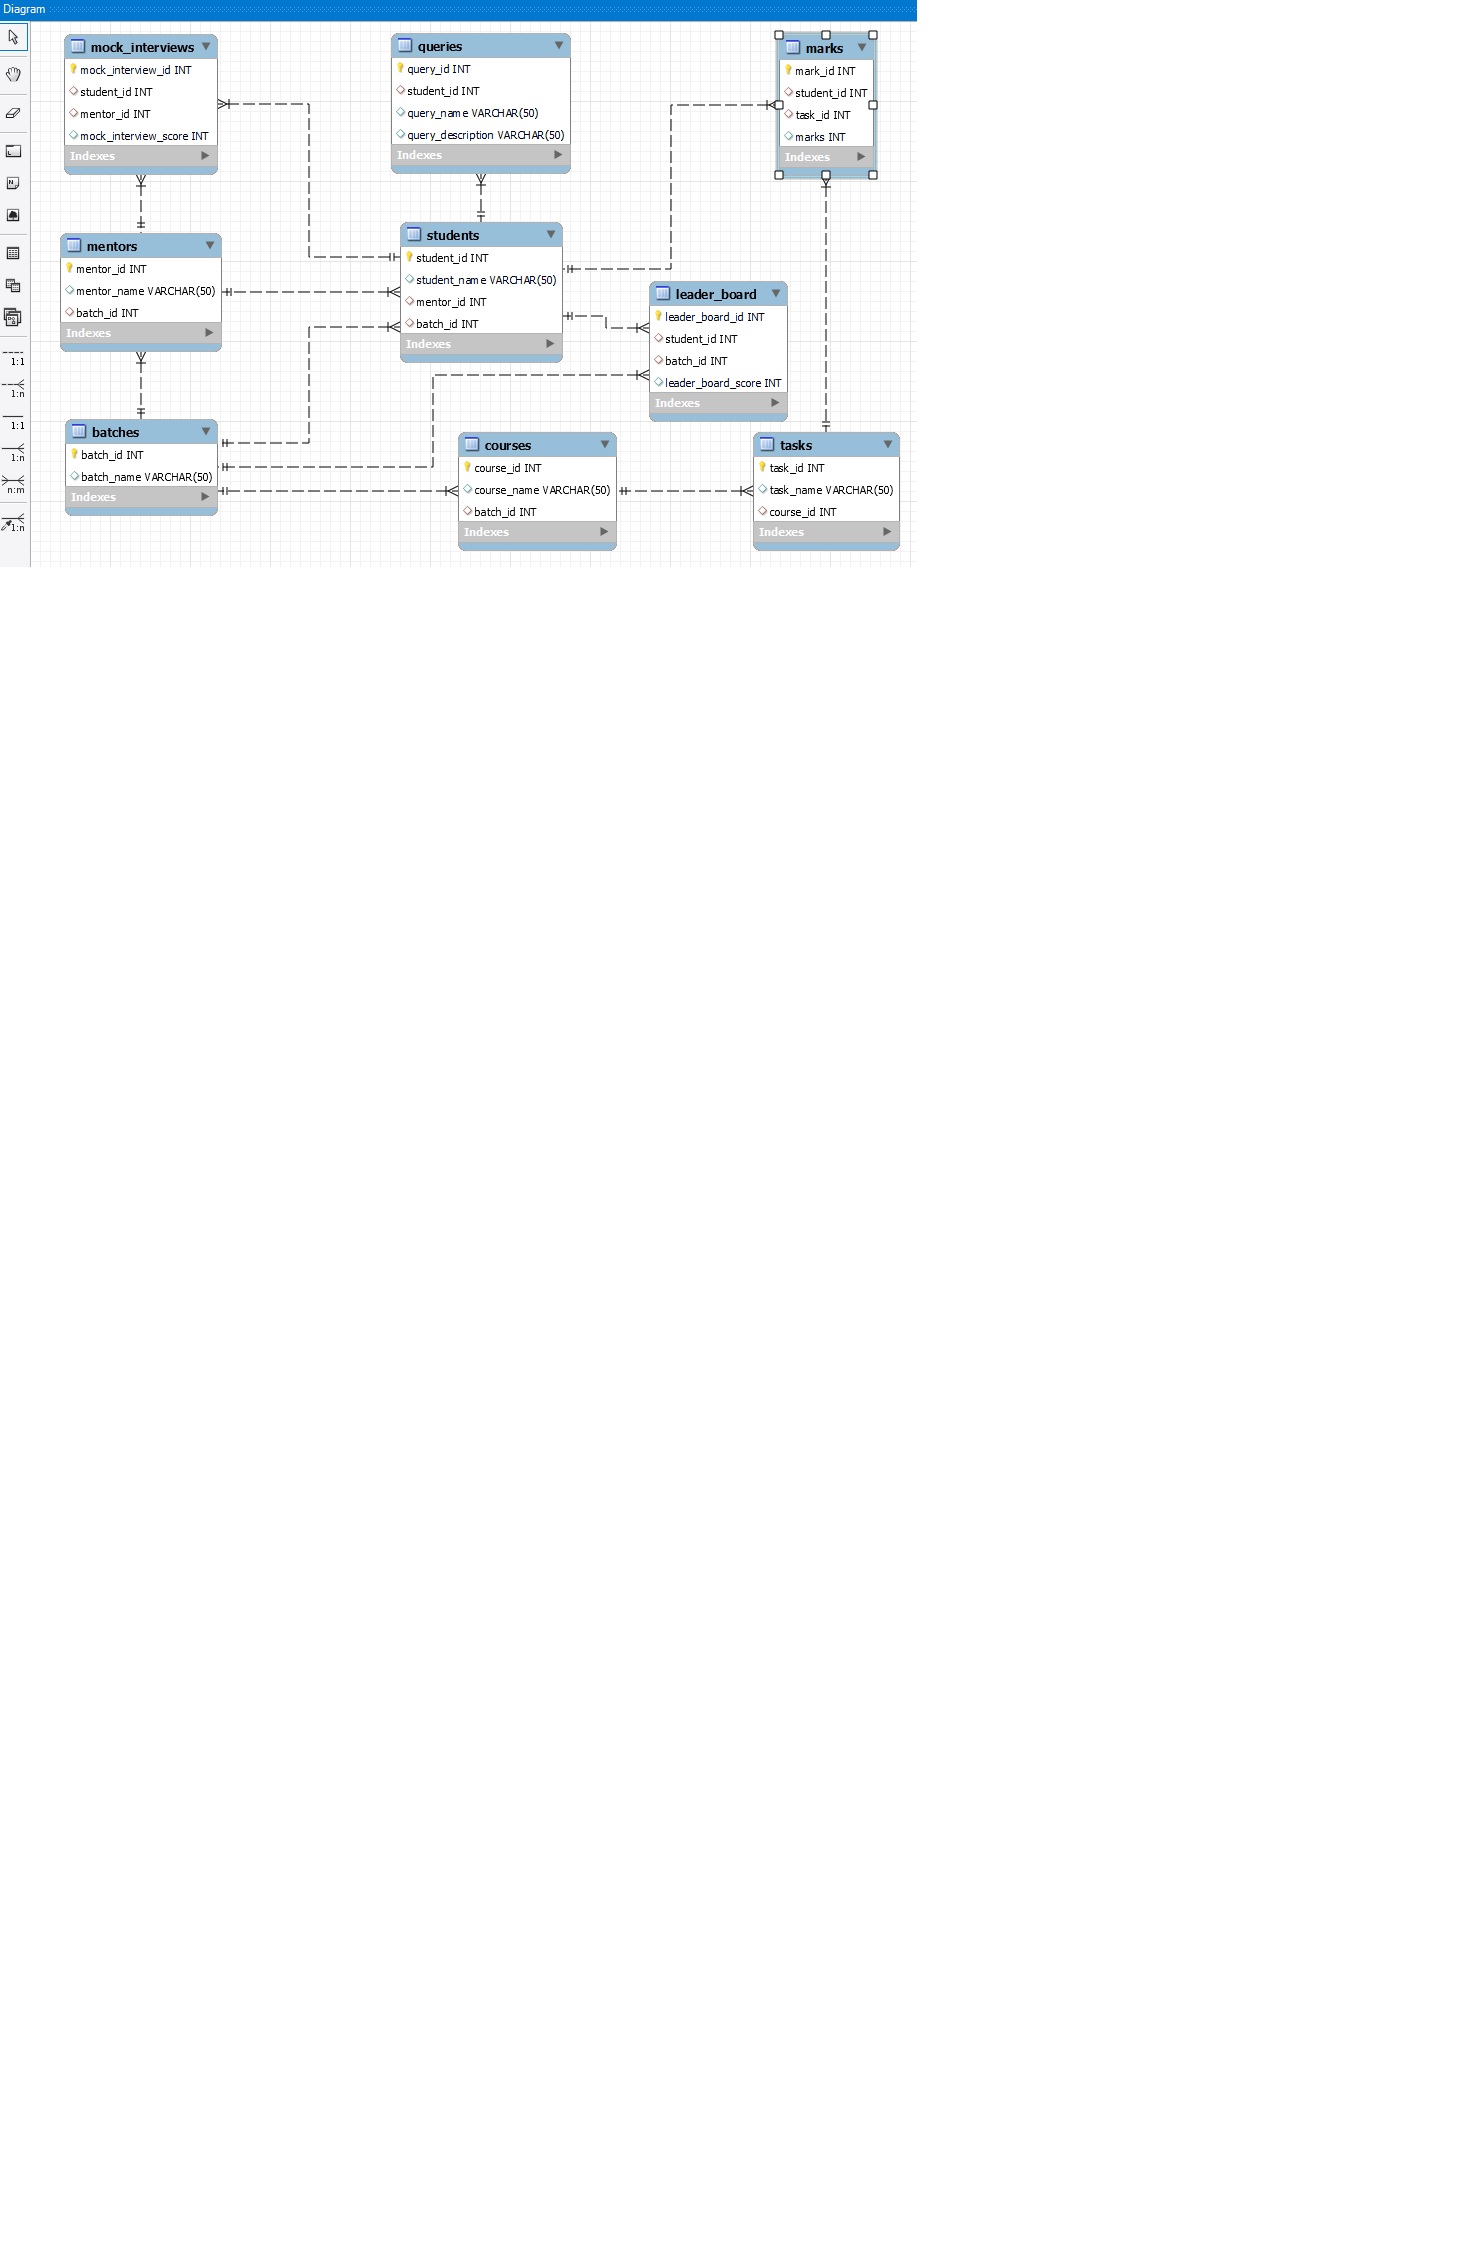 Diagram
mock_interviews
mock_interview_id INT
student_id INT
mentor_id INT
mock_interview_score INT
Indexes
queries
query_id INT
student_id INT
query_name VARCHAR(50)
query_description VARCHAR(50)
Indexes
marks
mark_id INT
student_id INT
task_id INT
marks INT
Indexes
mentors
mentor_id INT
mentor_name VARCHAR(50)
batch_id INT
Indexes
students
student_id INT
student_name VARCHAR(50)
mentor_id INT
batch_id INT
Indexes
leader_board
leader_board_id INT
student_id INT
batch_id INT
leader_board_score INT
Indexes
batches
batch_id INT
batch_name VARCHAR(50)
Indexes
courses
course_id INT
course_name VARCHAR(50)
batch_id INT
Indexes
tasks
task_id INT
task_name VARCHAR(50)
course_id INT
Indexes
1:1
1:n
1:1
1:n
n:m
1:n